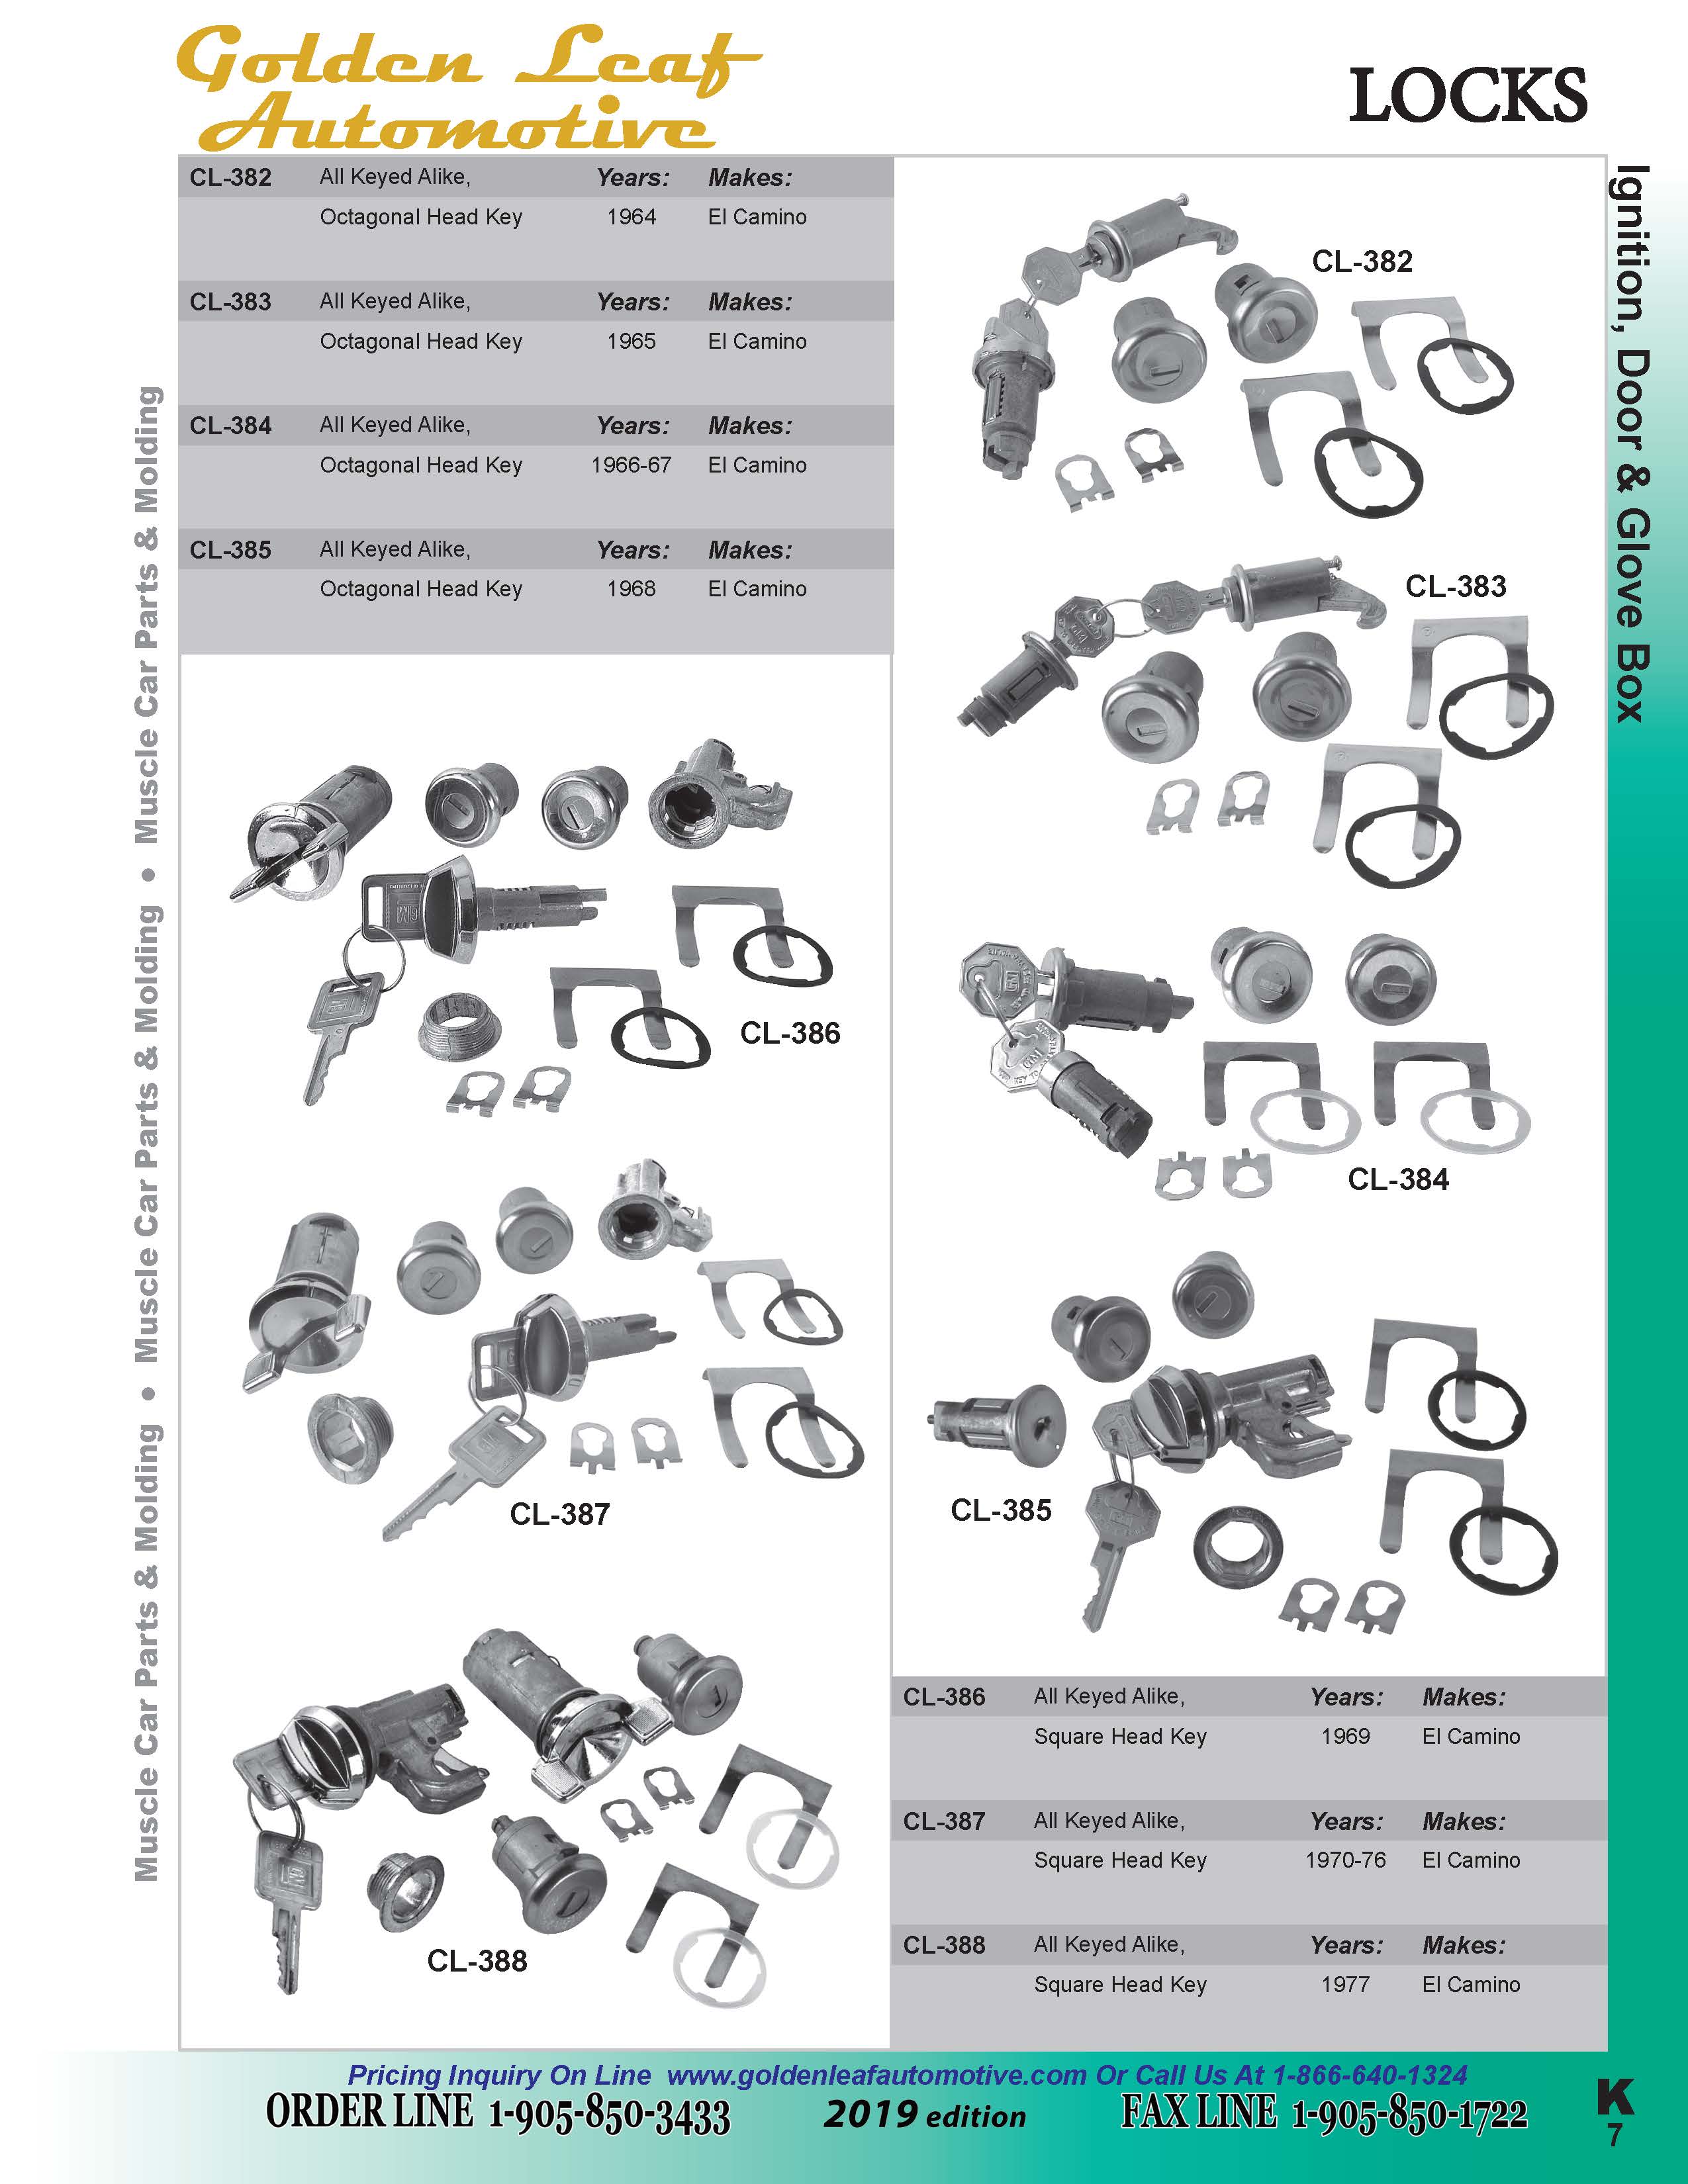 Golden Leaf
Automotive
LOCKS
CL-382 All Keyed Alike, Years: Makes:
Octagonal Head Key 1964 El Camino
CL-383 All Keyed Alike, Years: Makes:
Octagonal Head Key 1965 El Camino
CL-384 All Keyed Alike, Years: Makes:
Octagonal Head Key 1966-67 El Camino
CL-385 All Keyed Alike, Years: Makes:
Octagonal Head Key 1968 El Camino
CL-382
CL-383
CL-384
CL-385
CL-386
CL-387
CL-388
CL-386 All Keyed Alike, Years: Makes:
Square Head Key 1969 El Camino
CL-387 All Keyed Alike, Years: Makes:
Square Head Key 1970-76 El Camino
CL-388 All Keyed Alike, Years: Makes:
Square Head Key 1977 El Camino
Muscle Car Parts & Molding • Muscle Car Parts & Molding • Muscle Car Parts & Molding
Ignition, Door & Glove Box
Pricing Inquiry On Line www.goldenleafautomotive.com Or Call Us At 1-866-640-1324
ORDER LINE 1-905-850-3433 2019 edition FAX LINE 1-905-850-1722
K
7